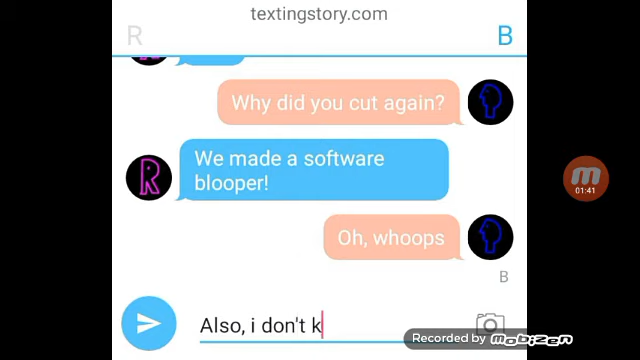 textingstory.com
R
B
Why did you cut again?
We made a software
blooper!
Oh, whoops
B
Also, i don't k
01:41
Recorded by mobizen